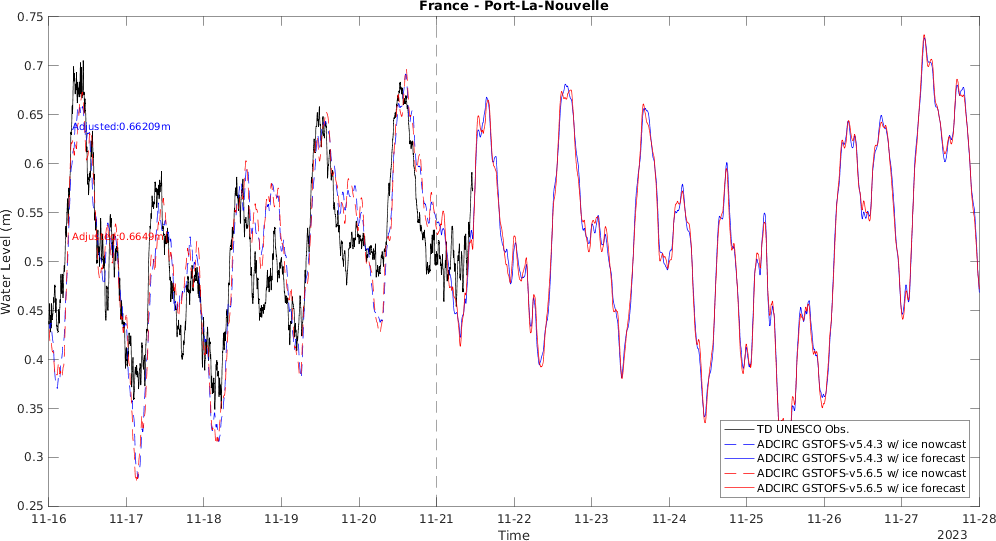 France - Port-La-Nouvelle
0.75
0.7
0.65
0.6
0.55
0.5
0.45
0.4
0.35
0.3
0.25
Water Level (m)
Adjusted:0.66209m
Adjusted:0.6649m
TD UNESCO Obs.
ADCIRC GSTOFS-v5.4.3 w/ ice nowcast
ADCIRC GSTOFS-v5.4.3 w/ ice forecast
ADCIRC GSTOFS-v5.6.5 w/ ice nowcast
ADCIRC GSTOFS-v5.6.5 w/ ice forecast
11-16 11-17 11-18 11-19 11-20 11-21 11-22 11-23 11-24 11-25 11-26 11-27 11-28
Time
2023